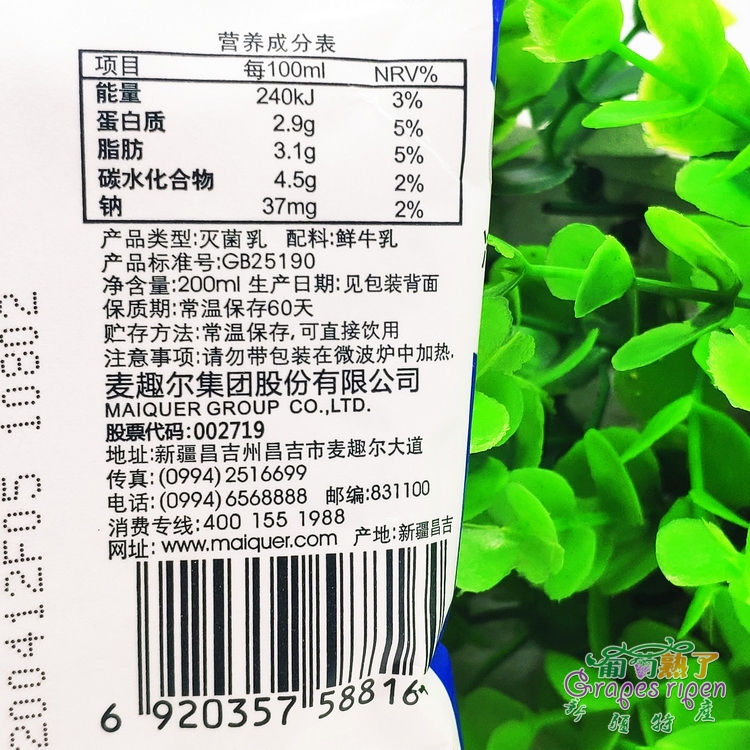 营养成分表
项目 每100ml NRV%
能量 240kJ 3%
蛋白质 2.9g 5%
脂肪 3.1g 5%
碳水化合物 4.5g 2%
钠 37mg 2%
产品类型:灭菌乳 配料:鲜牛乳
产品标准号:GB25190
净含量:200ml 生产日期:见包装背面
保质期:常温保存60天
贮存方法:常温保存,可直接饮用
注意事项:请勿带包装在微波炉中加热.
麦趣尔集团股份有限公司
MAIQUER GROUP CO.,LTD.
股票代码:002719
地址:新疆昌吉州昌吉市麦趣尔大道
传真:(0994)2516699
电话:(0994)6568888 邮编:831100
消费专线:400 155 1988
网址: www.maiquer.com 产地:新疆昌吉
6 920357 58816
20041 2F05 10802
葡萄熟了
Grapes ripen
新疆特产